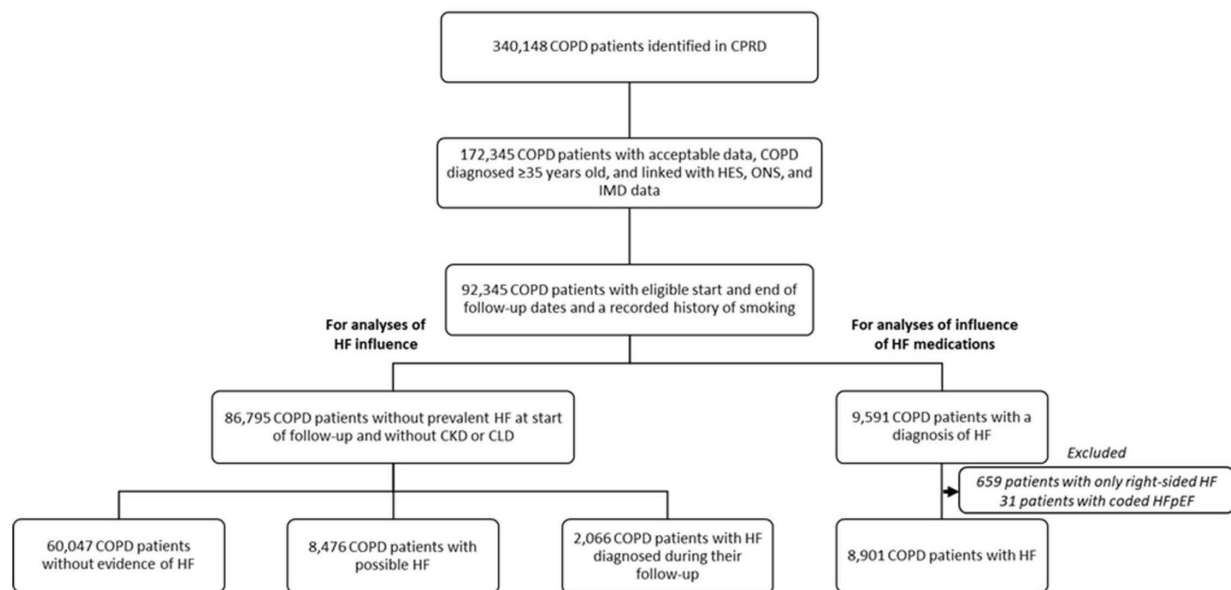 340,148 COPD patients identified in CPRD
172,345 COPD patients with acceptable data, COPD
diagnosed ≥35 years old, and linked with HES, ONS, and
IMD data
92,345 COPD patients with eligible start and end of
follow-up dates and a recorded history of smoking
For analyses of
HF influence
For analyses of influence
of HF medications
86,795 COPD patients without prevalent HF at start
of follow-up and without CKD or CLD
9,591 COPD patients with a
diagnosis of HF
Excluded
659 patients with only right-sided HF
31 patients with coded HFpEF
60,047 COPD patients
without evidence of HF
8,476 COPD patients with
possible HF
2,066 COPD patients with HF
diagnosed during their
follow-up
8,901 COPD patients with HF